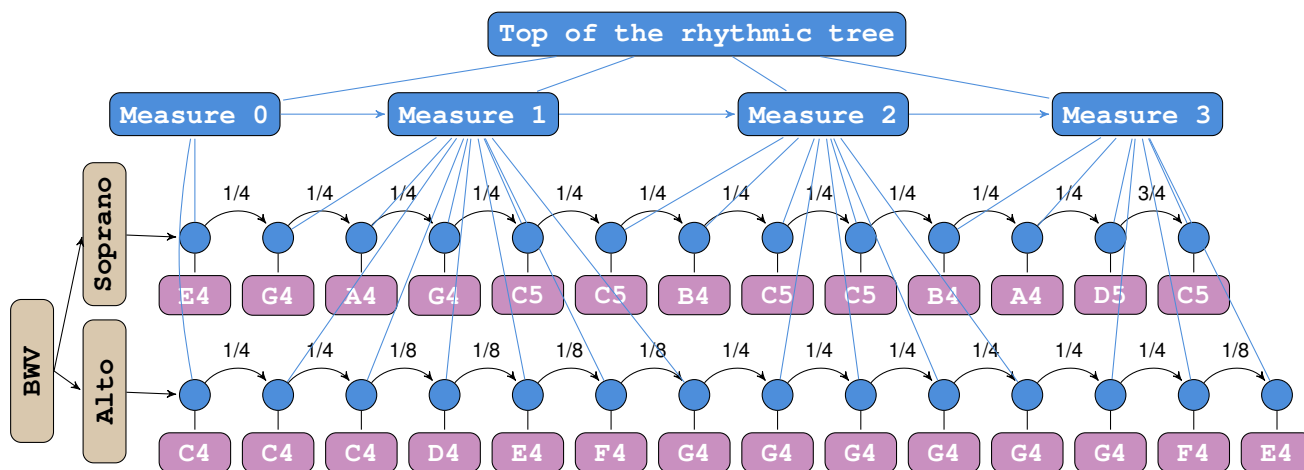 Top of the rhythmic tree
Measure 0 Measure 1 Measure 2 Measure 3
Soprano
1/4 1/4 1/4 1/4 1/4 1/4 1/4 1/4 1/4 1/4 1/4 3/4
E4 G4 A4 G4 C5 C5 B4 C5 C5 B4 A4 D5 C5
BWV
Alto
1/4 1/4 1/8 1/8 1/8 1/8 1/4 1/4 1/4 1/4 1/4 1/4 1/8
C4 C4 C4 D4 E4 F4 G4 G4 G4 G4 G4 G4 F4 E4